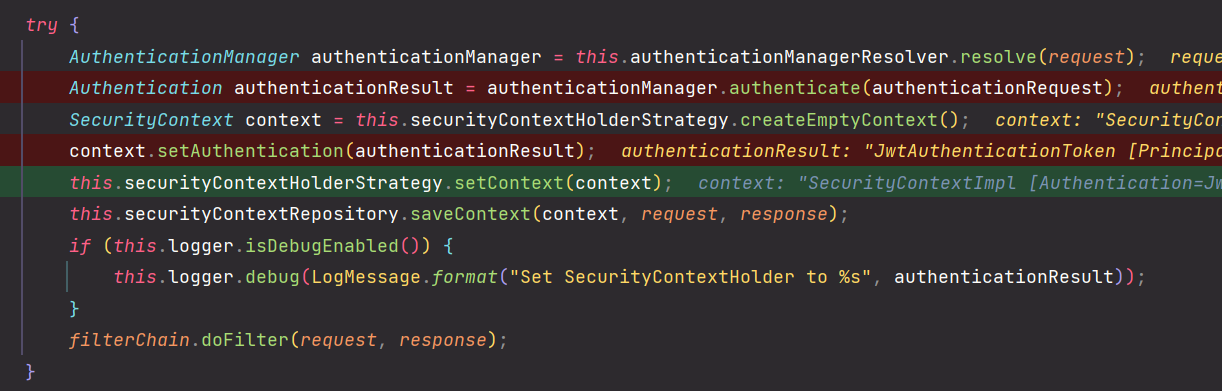 try {
AuthenticationManager authenticationManager = this.authenticationManagerResolver.resolve(request);  reque
Authentication authenticationResult = authenticationManager.authenticate(authenticationRequest);  authent
SecurityContext context = this.securityContextHolderStrategy.createEmptyContext();  context: "SecurityCon
context.setAuthentication(authenticationResult);  authenticationResult: "JwtAuthenticationToken [Principa
this.securityContextHolderStrategy.setContext(context);  context: "SecurityContextImpl [Authentication=Jw
this.securityContextRepository.saveContext(context, request, response);
if (this.logger.isDebugEnabled()) {
this.logger.debug(LogMessage.format("Set SecurityContextHolder to %s", authenticationResult));
}
filterChain.doFilter(request, response);
}